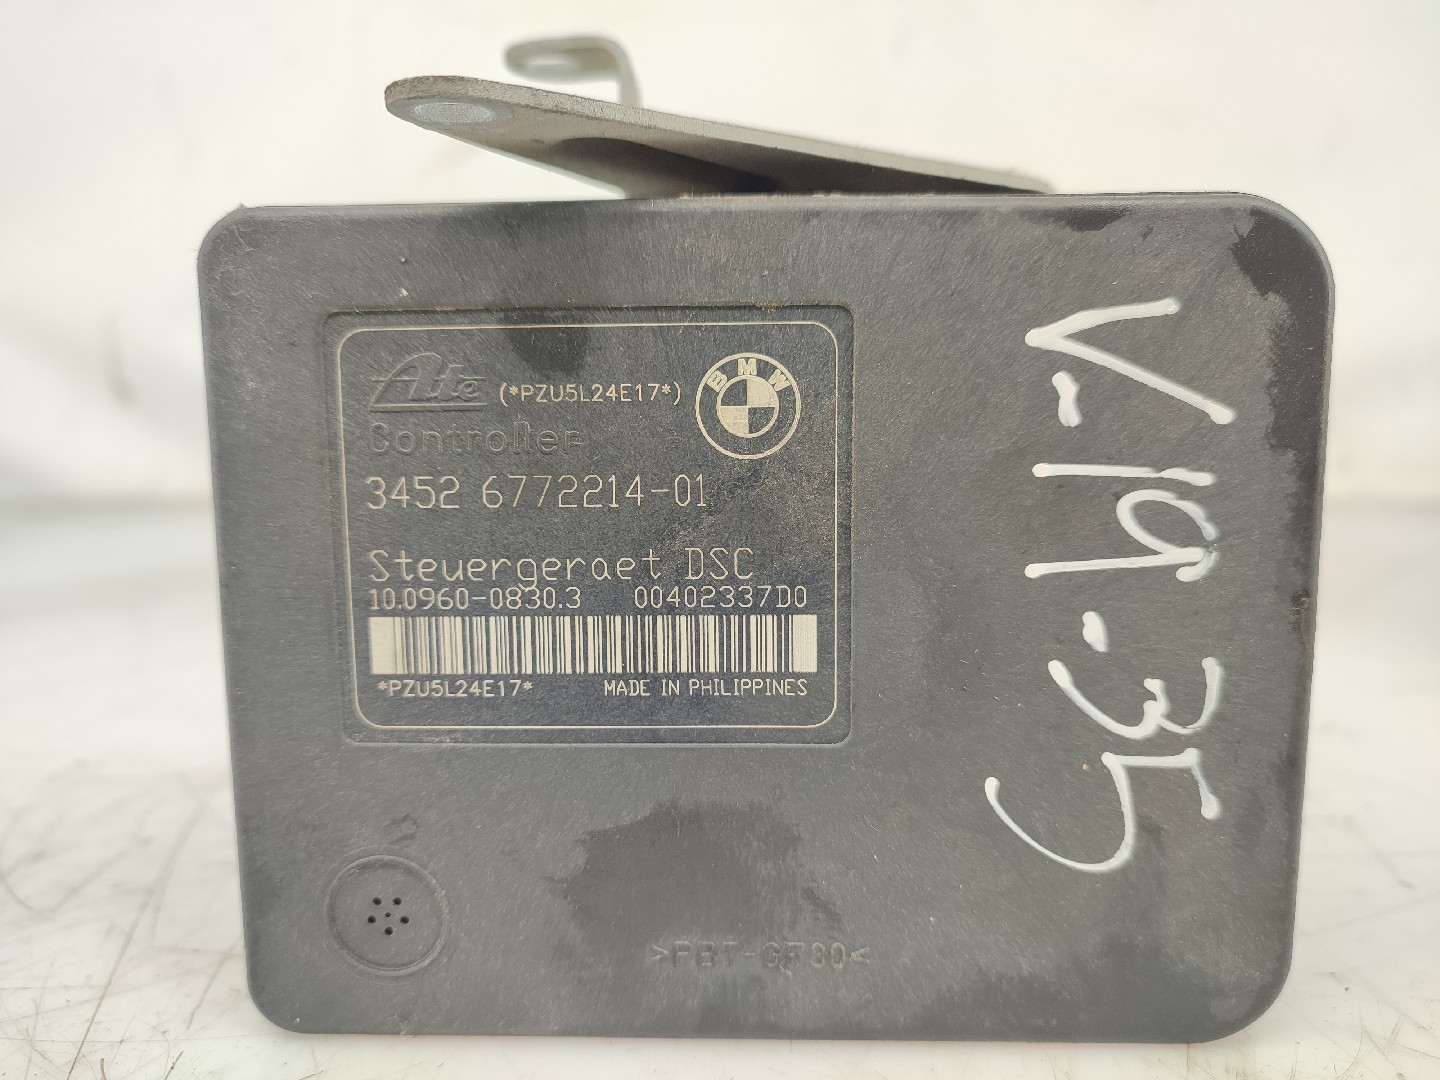 Ate (*PZU5L24E17*) BMW
Controller
3452 6772214-01
Steuergeraet DSC
10.0960-0830.3 00402337D0
*PZU5L24E17* MADE IN PHILIPPINES
>PBT-GF30<
V-19-35